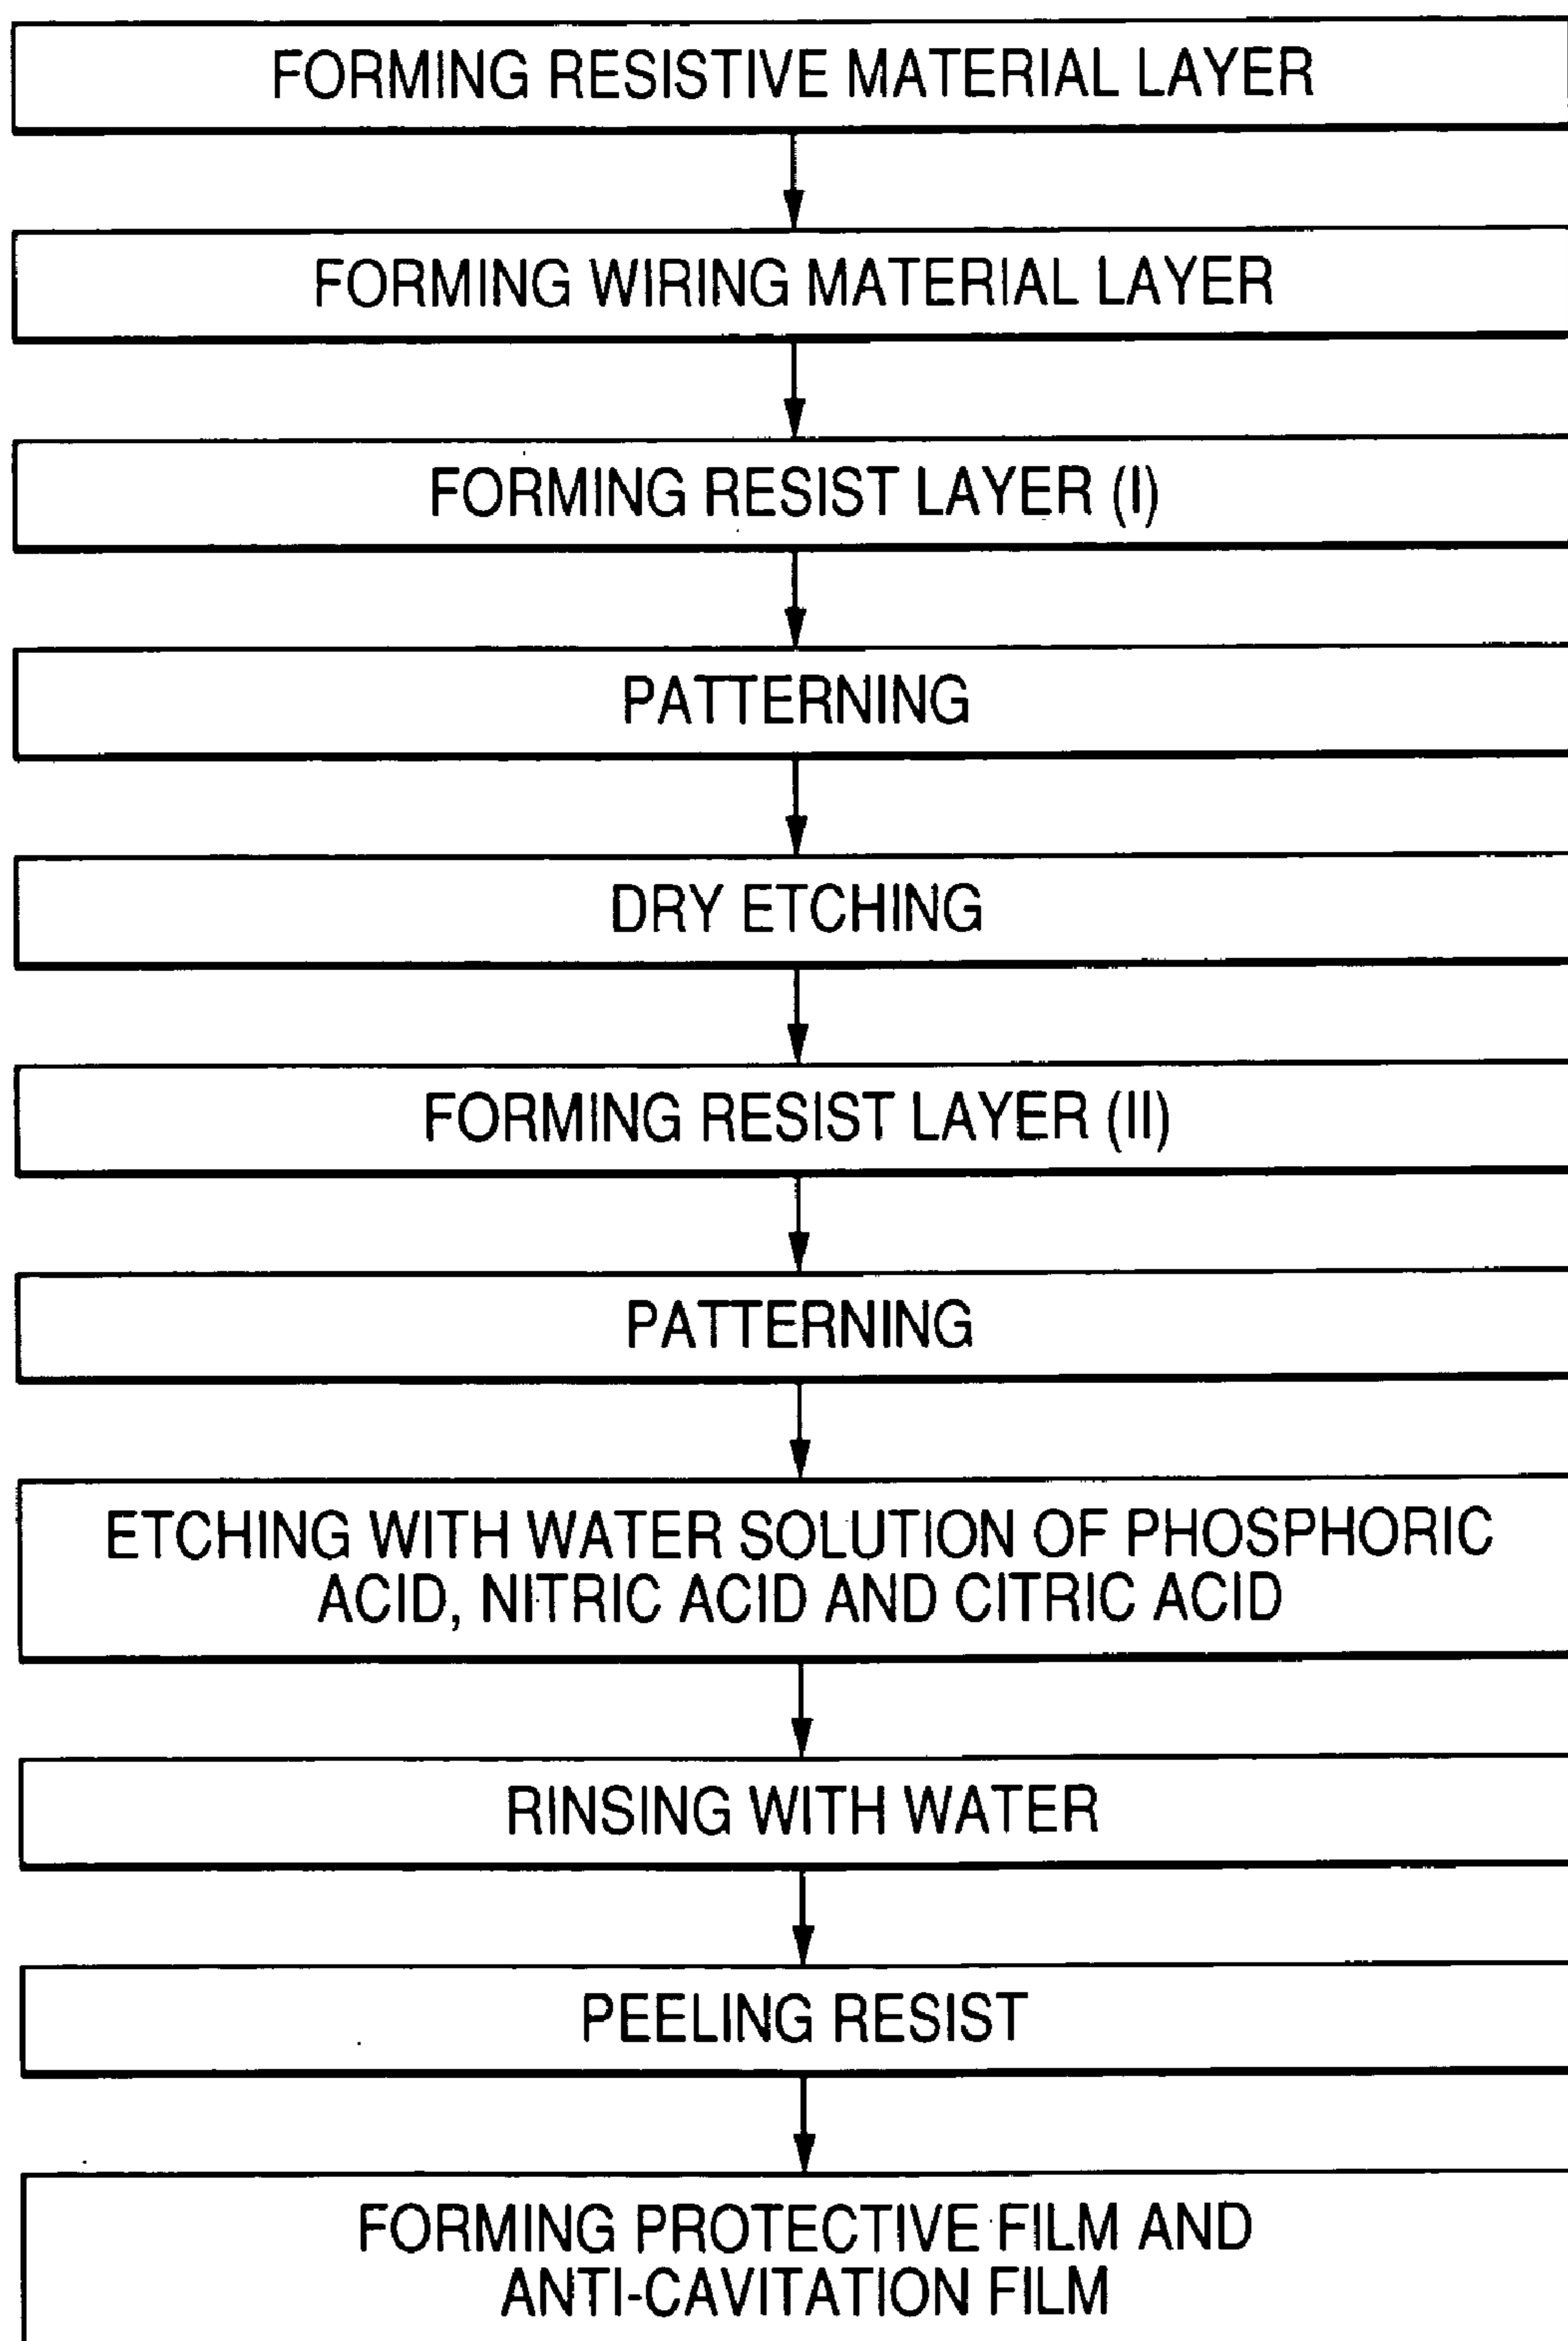 FORMING RESISTIVE MATERIAL LAYER
FORMING WIRING MATERIAL LAYER
FORMING RESIST LAYER (I)
PATTERNING
DRY ETCHING
FORMING RESIST LAYER (II)
PATTERNING
ETCHING WITH WATER SOLUTION OF PHOSPHORIC
ACID, NITRIC ACID AND CITRIC ACID
RINSING WITH WATER
PEELING RESIST
FORMING PROTECTIVE FILM AND
ANTI-CAVITATION FILM